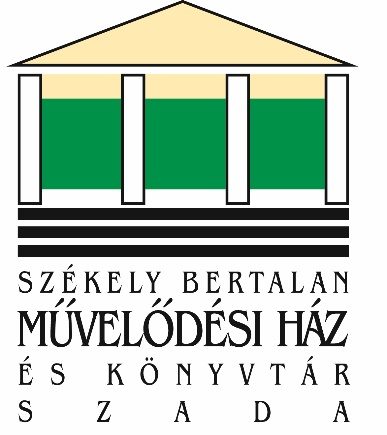 SZÉKELY BERTALAN
MŰVELŐDÉSI HÁZ
ÉS KÖNYVTÁR
SZADA